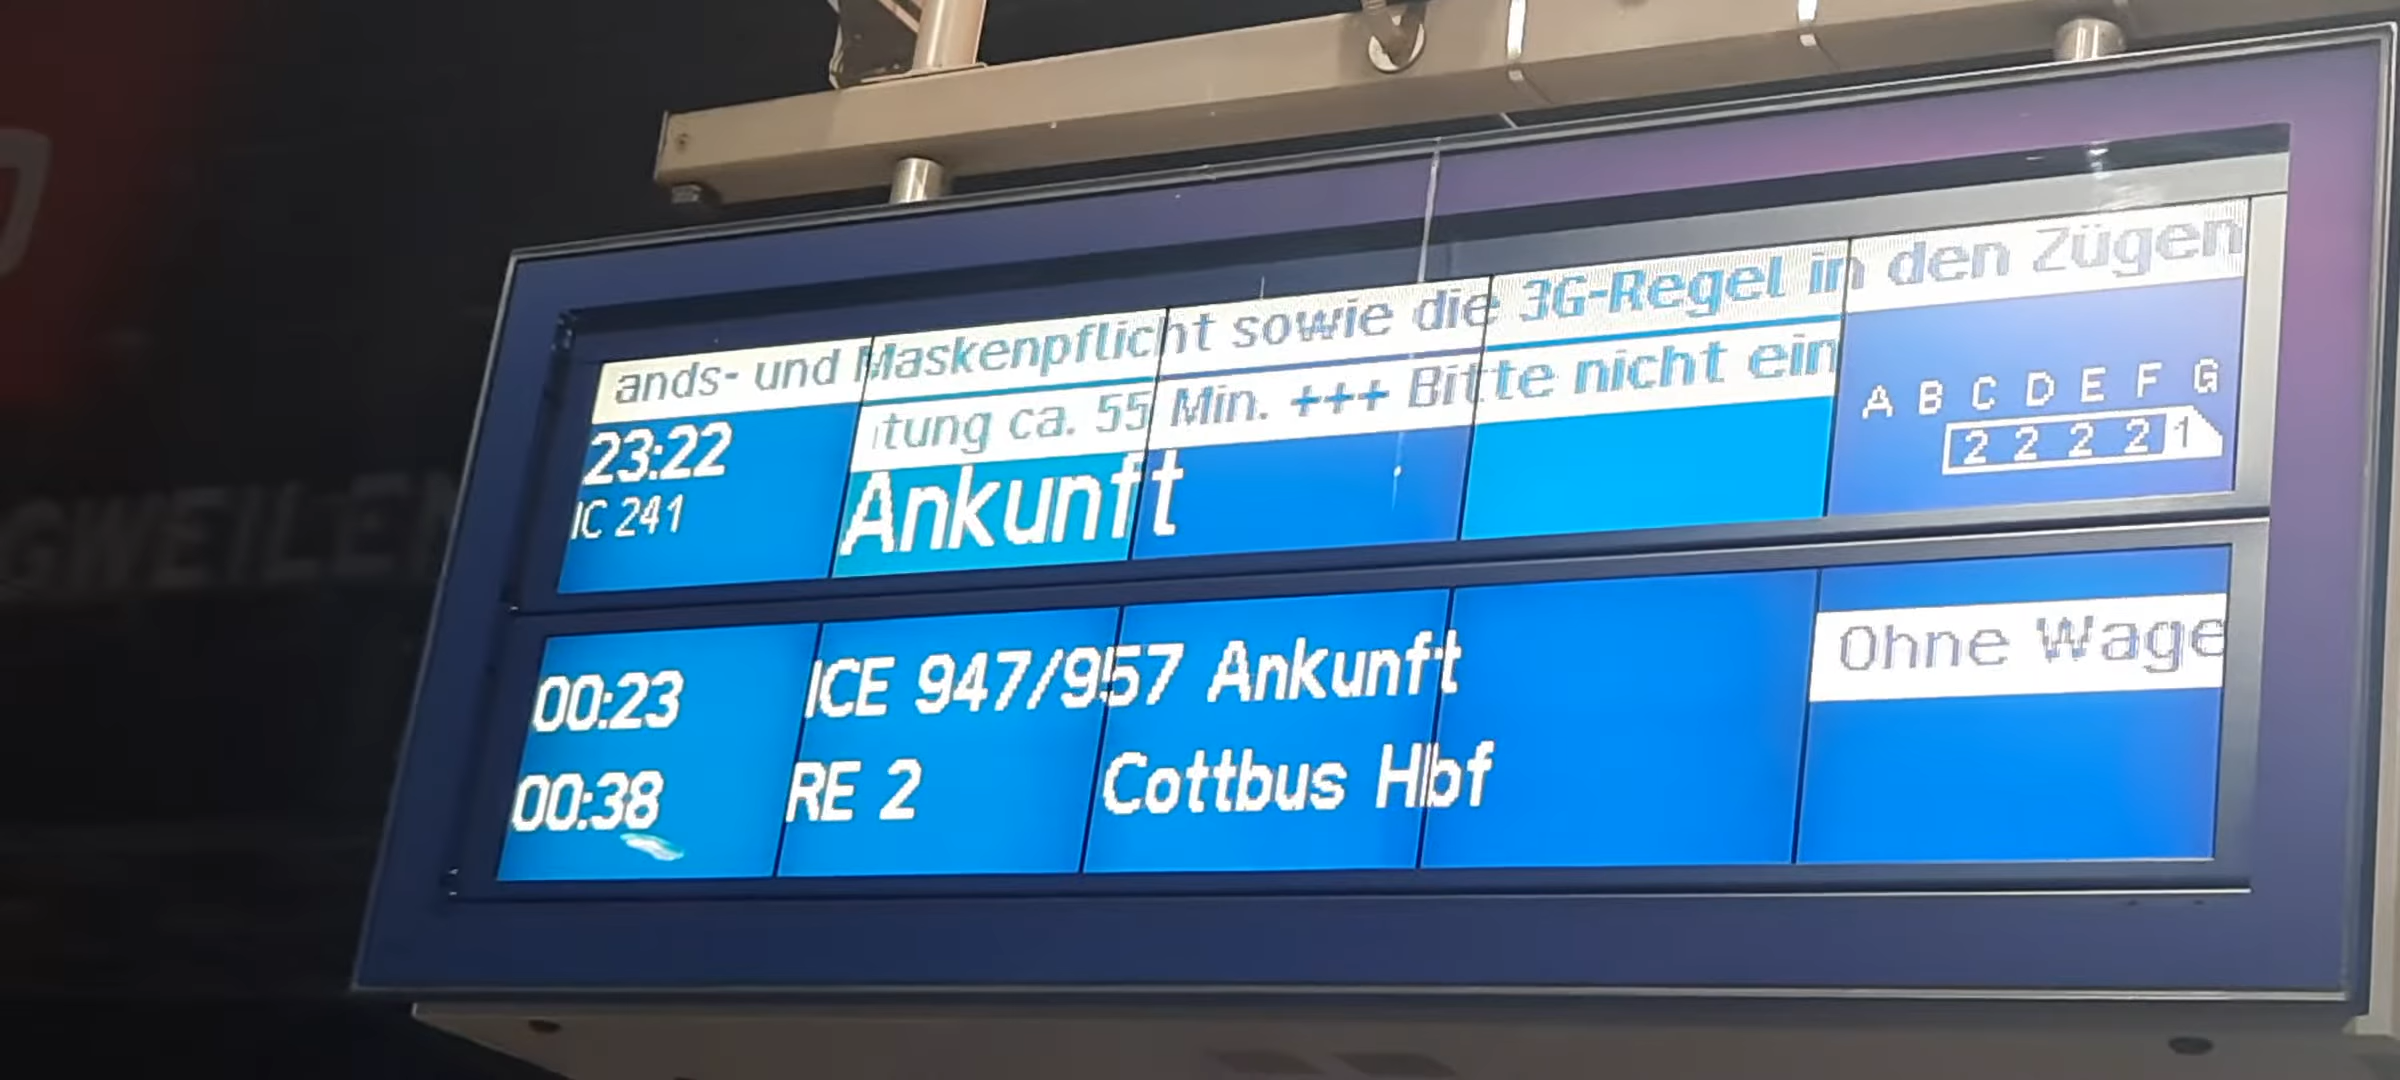 ands- und Maskenpflicht sowie die 3G-Regel in den Zügen
tung ca. 55 Min. +++ Bitte nicht ein
23:22
IC 241
Ankunft
A B C D E F G
2 2 2 2 1
00:23 ICE 947/957 Ankunft
Ohne Wage
00:38 RE 2 Cottbus Hbf
GWEILE